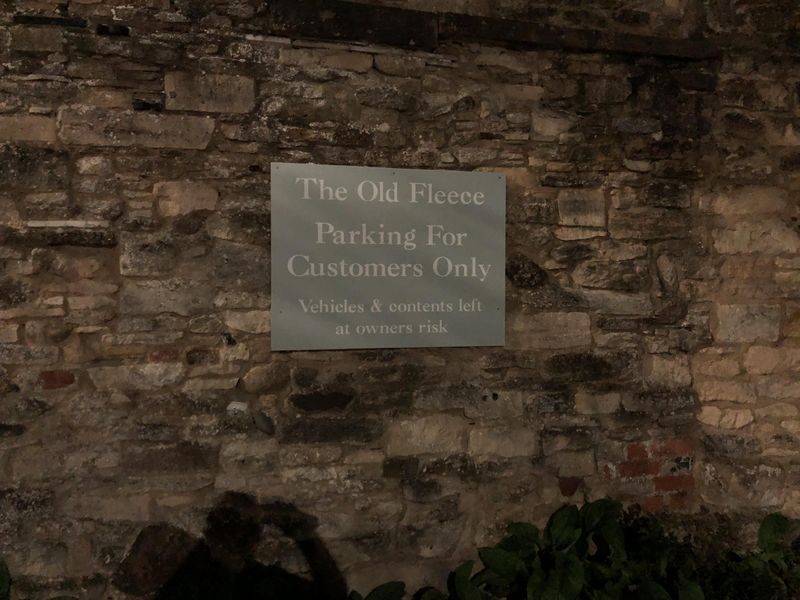 The Old Fleece
Parking For
Customers Only
Vehicles & contents left
at owners risk